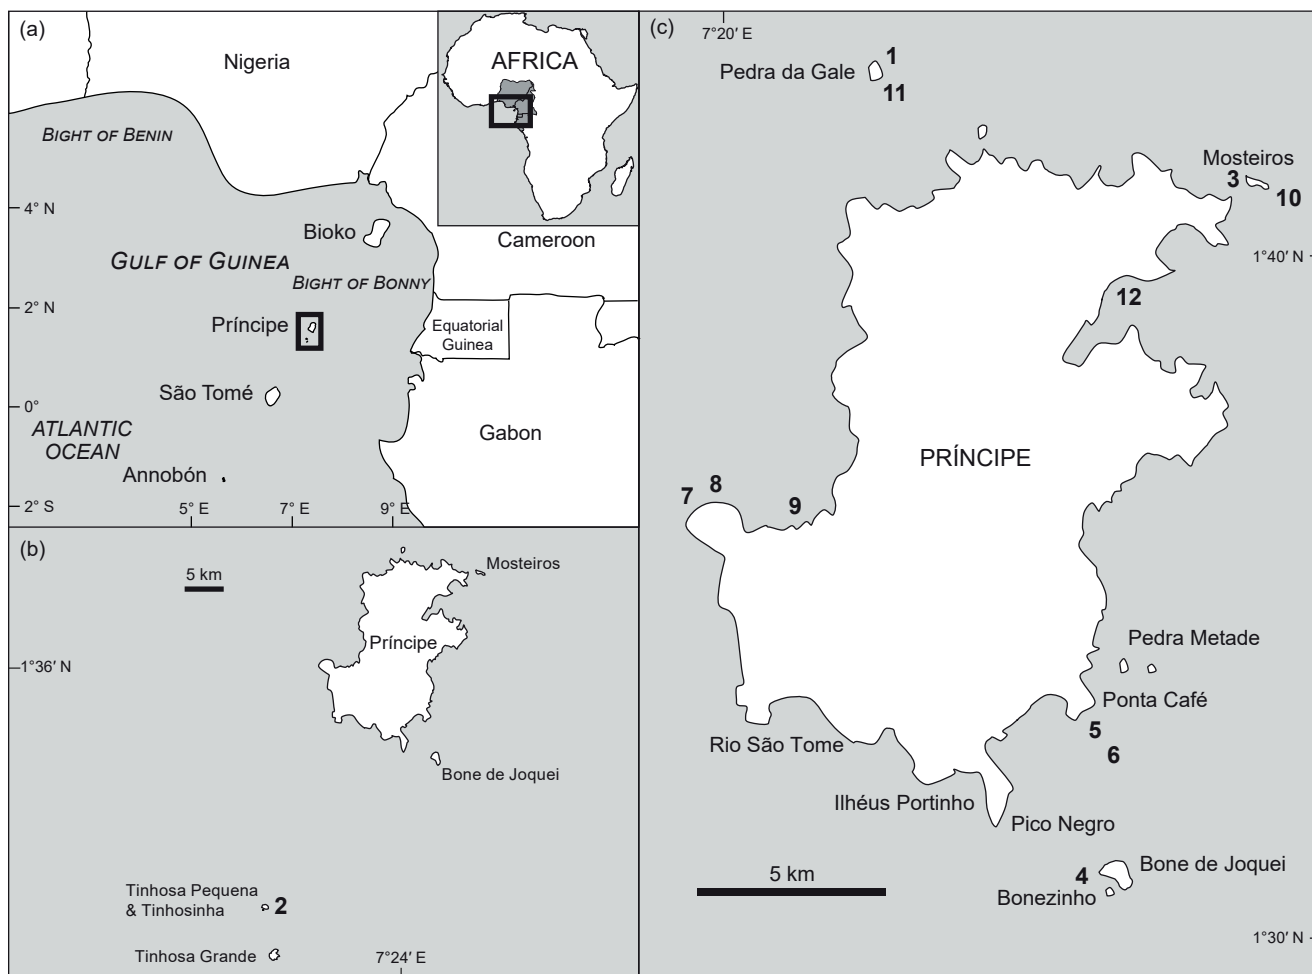 (a)
Nigeria
AFRICA
BIGHT OF BENIN
4° N
Bioko
Cameroon
GULF OF GUINEA
BIGHT OF BONNY
2° N
Príncipe
Equatorial
Guinea
São Tomé
0°
ATLANTIC
OCEAN
Gabon
Annobón
2° S
5° E
7° E
9° E
(b)
5 km
Mosteiros
Príncipe
1°36′ N
Bone de Joquei
Tinhosa Pequena
& Tinhosinha
2
Tinhosa Grande
7°24′ E
(c)
7°20′ E
1
Pedra da Gale
11
Mosteiros
3
10
1°40′ N
12
PRÍNCIPE
7
8
9
Pedra Metade
Ponta Café
5
6
Rio São Tome
Ilhéus Portinho
Pico Negro
5 km
4
Bone de Joquei
Bonezinho
1°30′ N